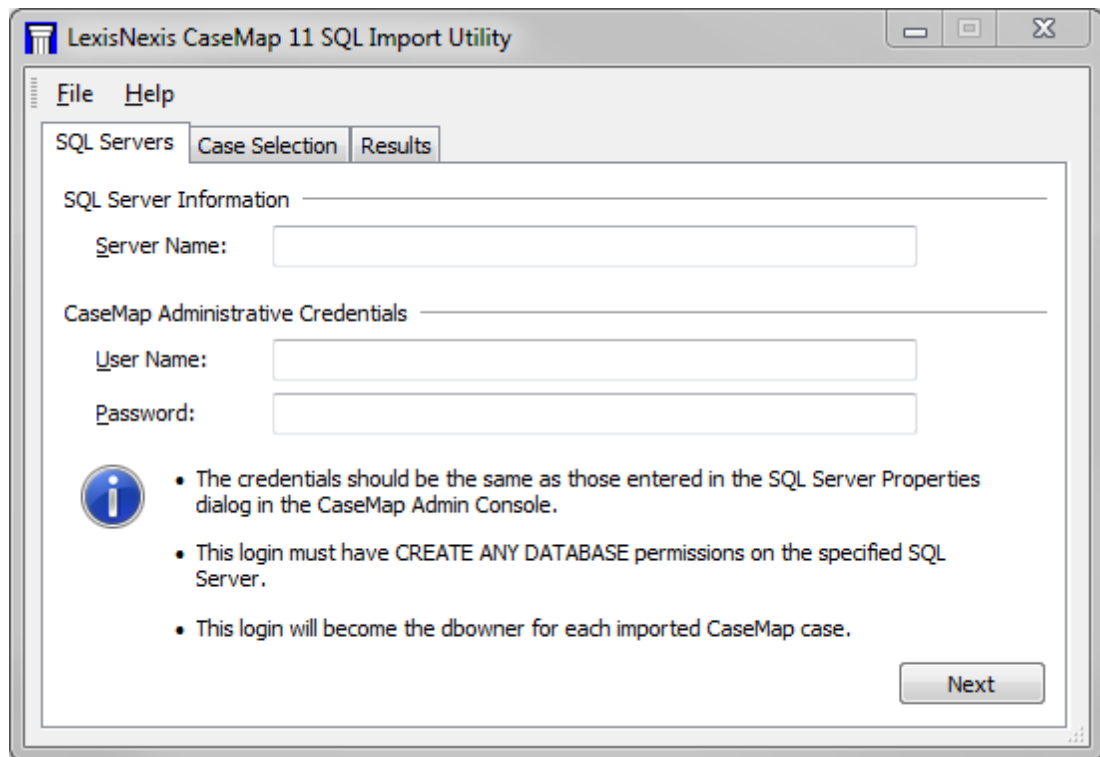 LexisNexis CaseMap 11 SQL Import Utility
File Help
SQL Servers Case Selection Results
SQL Server Information
Server Name:
CaseMap Administrative Credentials
User Name:
Password:
• The credentials should be the same as those entered in the SQL Server Properties
dialog in the CaseMap Admin Console.
• This login must have CREATE ANY DATABASE permissions on the specified SQL
Server.
• This login will become the dbowner for each imported CaseMap case.
Next